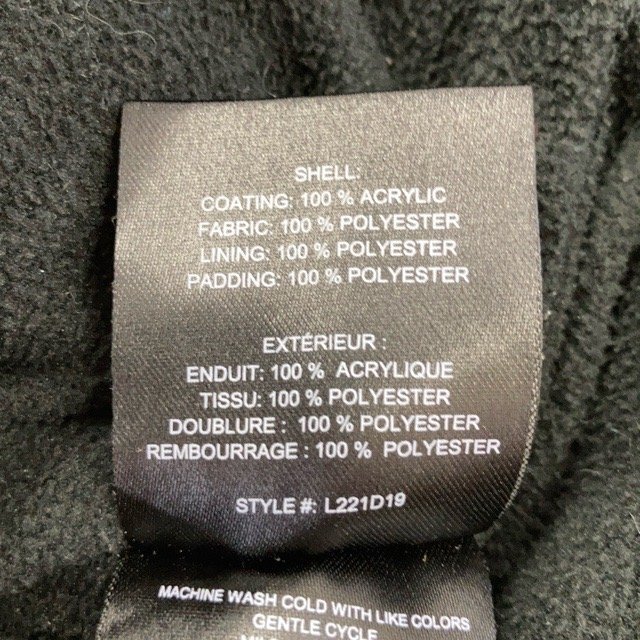 SHELL:
COATING: 100 % ACRYLIC
FABRIC: 100 % POLYESTER
LINING: 100 % POLYESTER
PADDING: 100 % POLYESTER
EXTÉRIEUR :
ENDUIT: 100 % ACRYLIQUE
TISSU: 100 % POLYESTER
DOUBLURE : 100 % POLYESTER
REMBOURRAGE : 100 % POLYESTER
STYLE #: L221D19
MACHINE WASH COLD WITH LIKE COLORS
GENTLE CYCLE